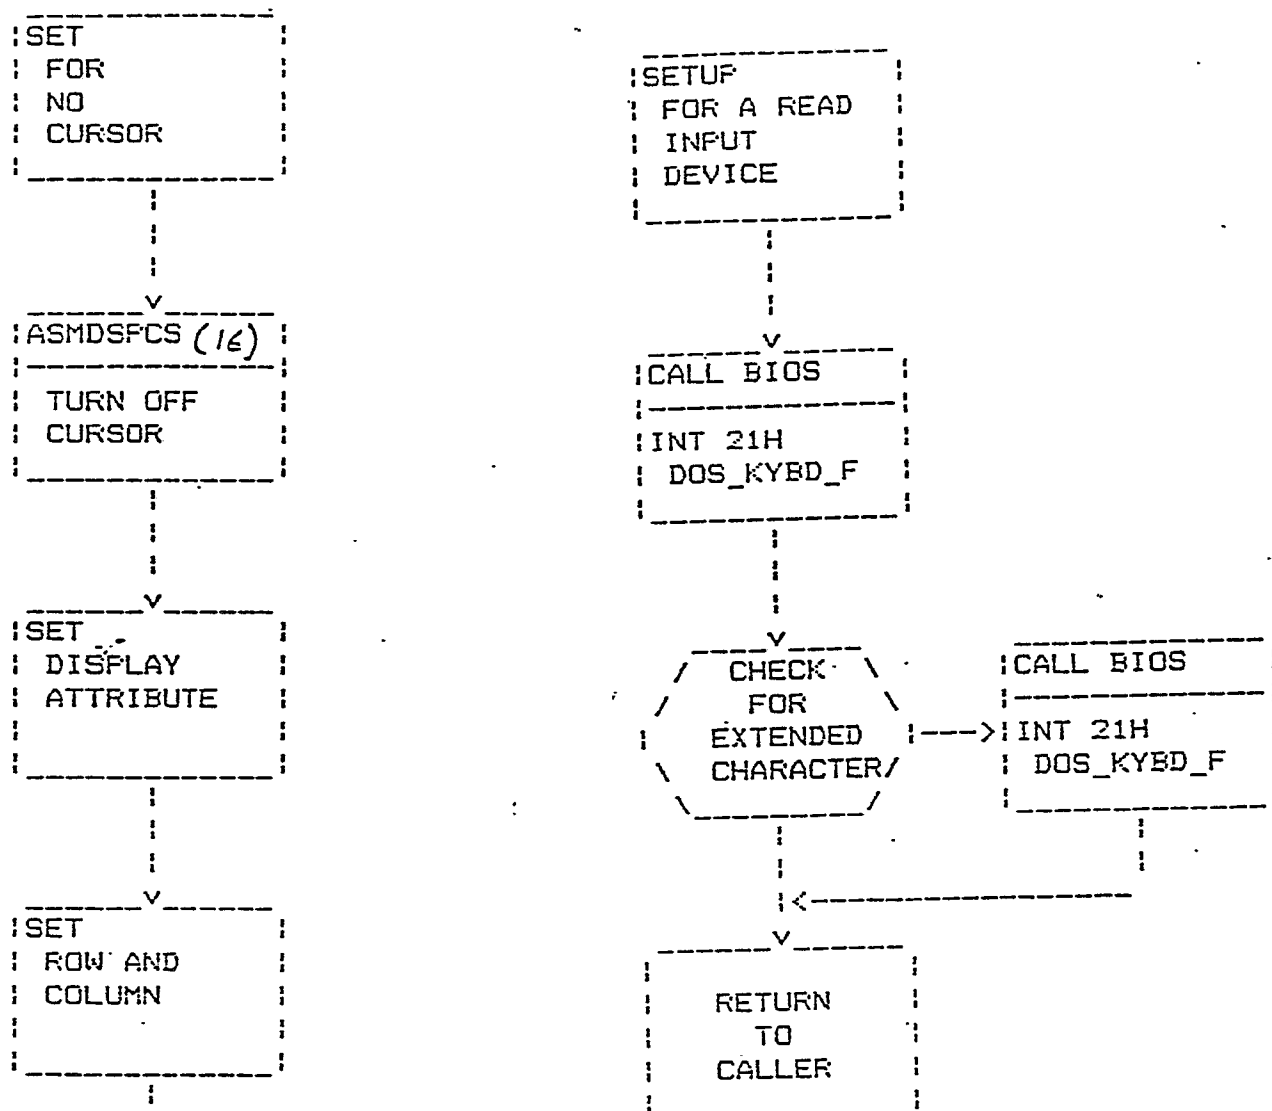 SET
FOR
NO
CURSOR
ASMDSPCS (16)
TURN OFF
CURSOR
SET
DISPLAY
ATTRIBUTE
SET
ROW AND
COLUMN
SETUP
FOR A READ
INPUT
DEVICE
CALL BIOS
INT 21H
DOS_KYBD_F
CHECK
FOR
EXTENDED
CHARACTER
CALL BIOS
INT 21H
DOS_KYBD_F
RETURN
TO
CALLER